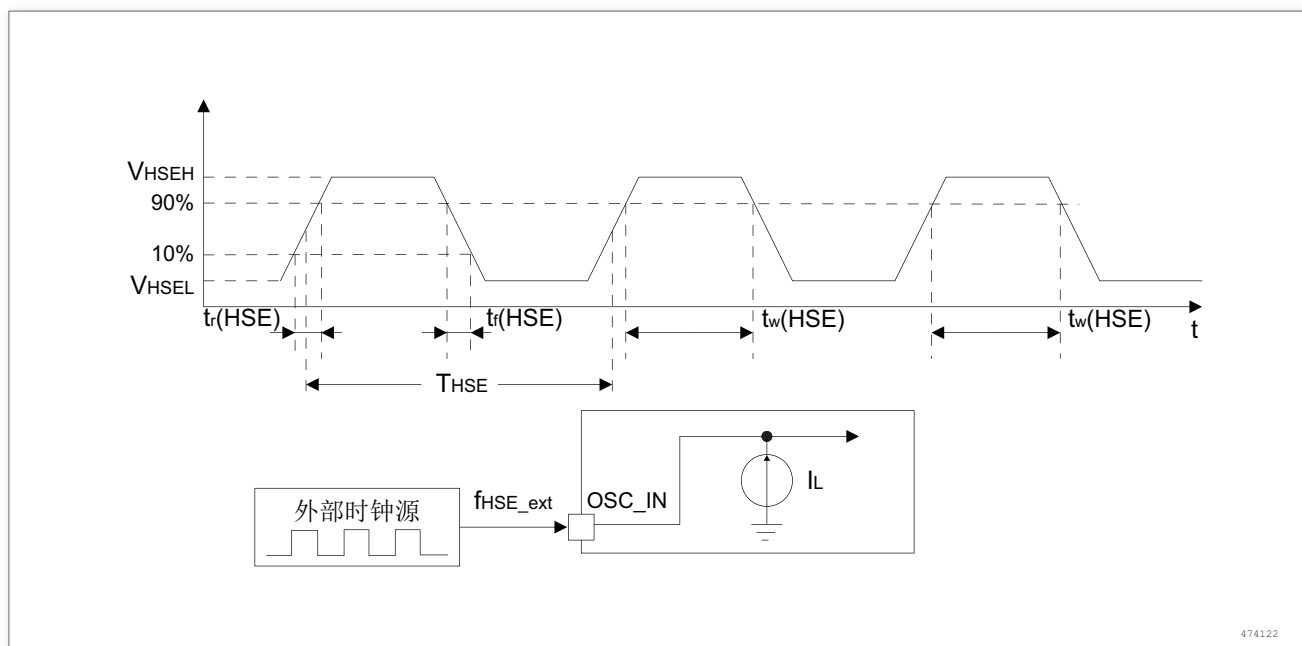 VHSEH
90%
10%
VHSEL
tr(HSE)
tf(HSE)
tw(HSE)
tw(HSE)
t
THSE
外部时钟源
fHSE_ext
OSC_IN
IL
474122